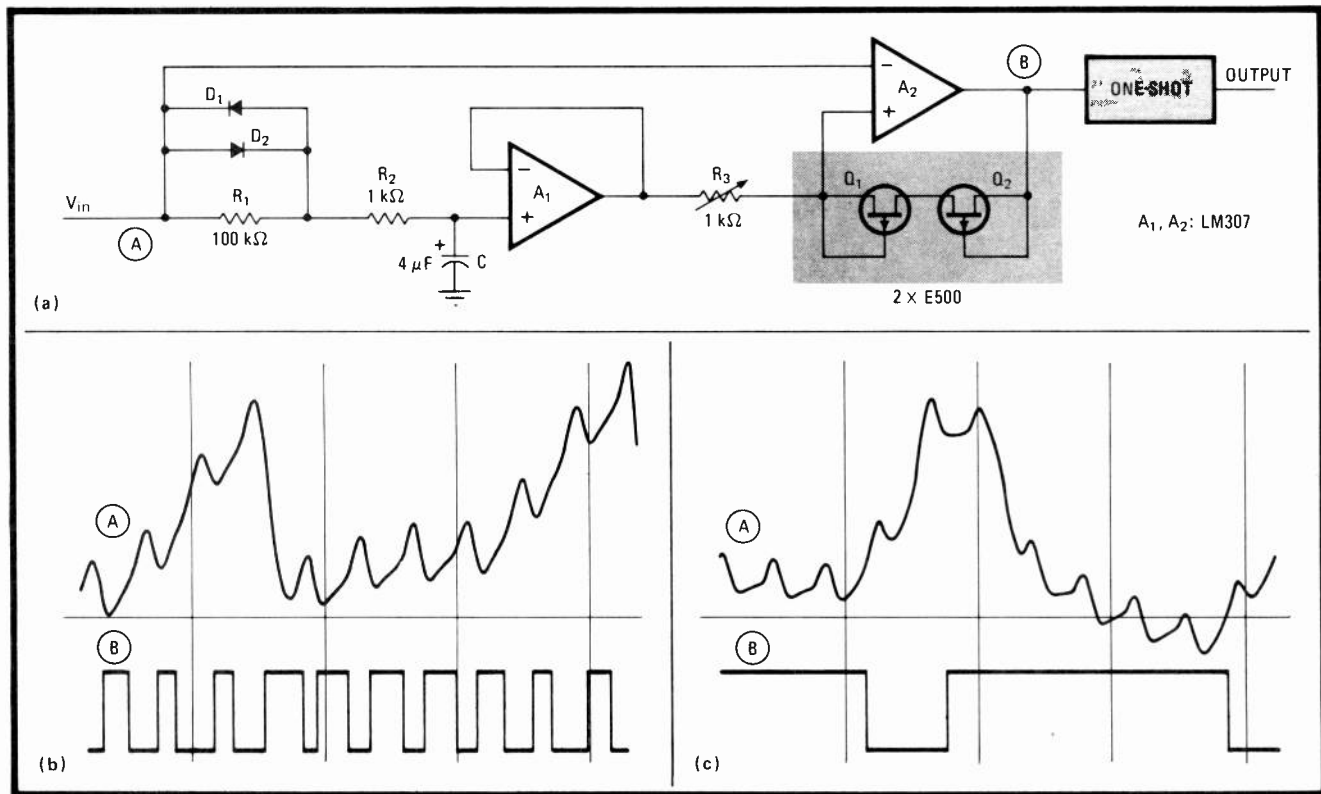 A
V_in
D₁
D₂
R₁
100 kΩ
R₂
1 kΩ
+
4 μF
C
−
A₁
+
R₃
1 kΩ
−
A₂
+
Q₁
Q₂
2 × E500
B
ONE-SHOT
OUTPUT
A₁, A₂: LM307
(a)
A
B
(b)
A
B
(c)